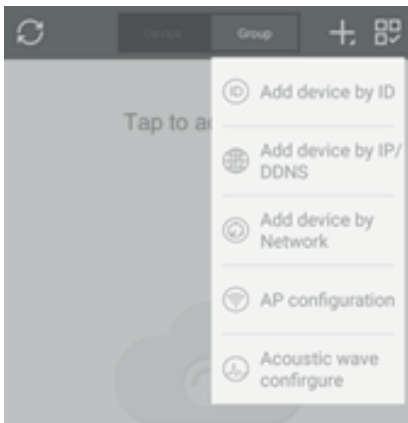 Device
Group
Tap to a
ID
Add device by ID
Add device by IP/
DDNS
Add device by
Network
AP configuration
Acoustic wave
confirgure